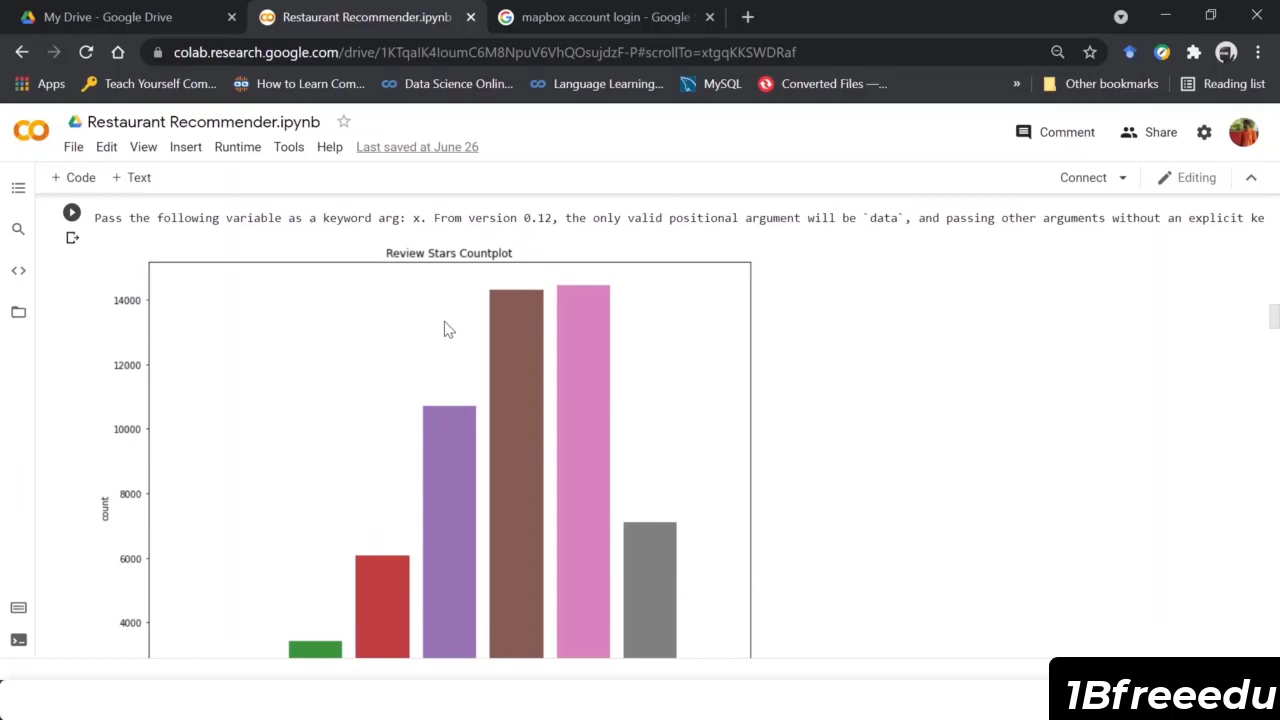 My Drive - Google Drive
Restaurant Recommender.ipynb
mapbox account login - Google
colab.research.google.com/drive/1KTqalK4IoumC6M8NpuV6VhQOsujdzF-P#scrollTo=xtgqKKSWDRaf
Apps
Teach Yourself Com...
How to Learn Com...
Data Science Onlin...
Language Learning...
MySQL
Converted Files —...
»
Other bookmarks
Reading list
Restaurant Recommender.ipynb
Comment
Share
File Edit View Insert Runtime Tools Help Last saved at June 26
+ Code + Text
Connect
Editing
Pass the following variable as a keyword arg: x. From version 0.12, the only valid positional argument will be `data`, and passing other arguments without an explicit ke
Review Stars Countplot
14000
12000
10000
8000
count
6000
4000
1Bfreeedu